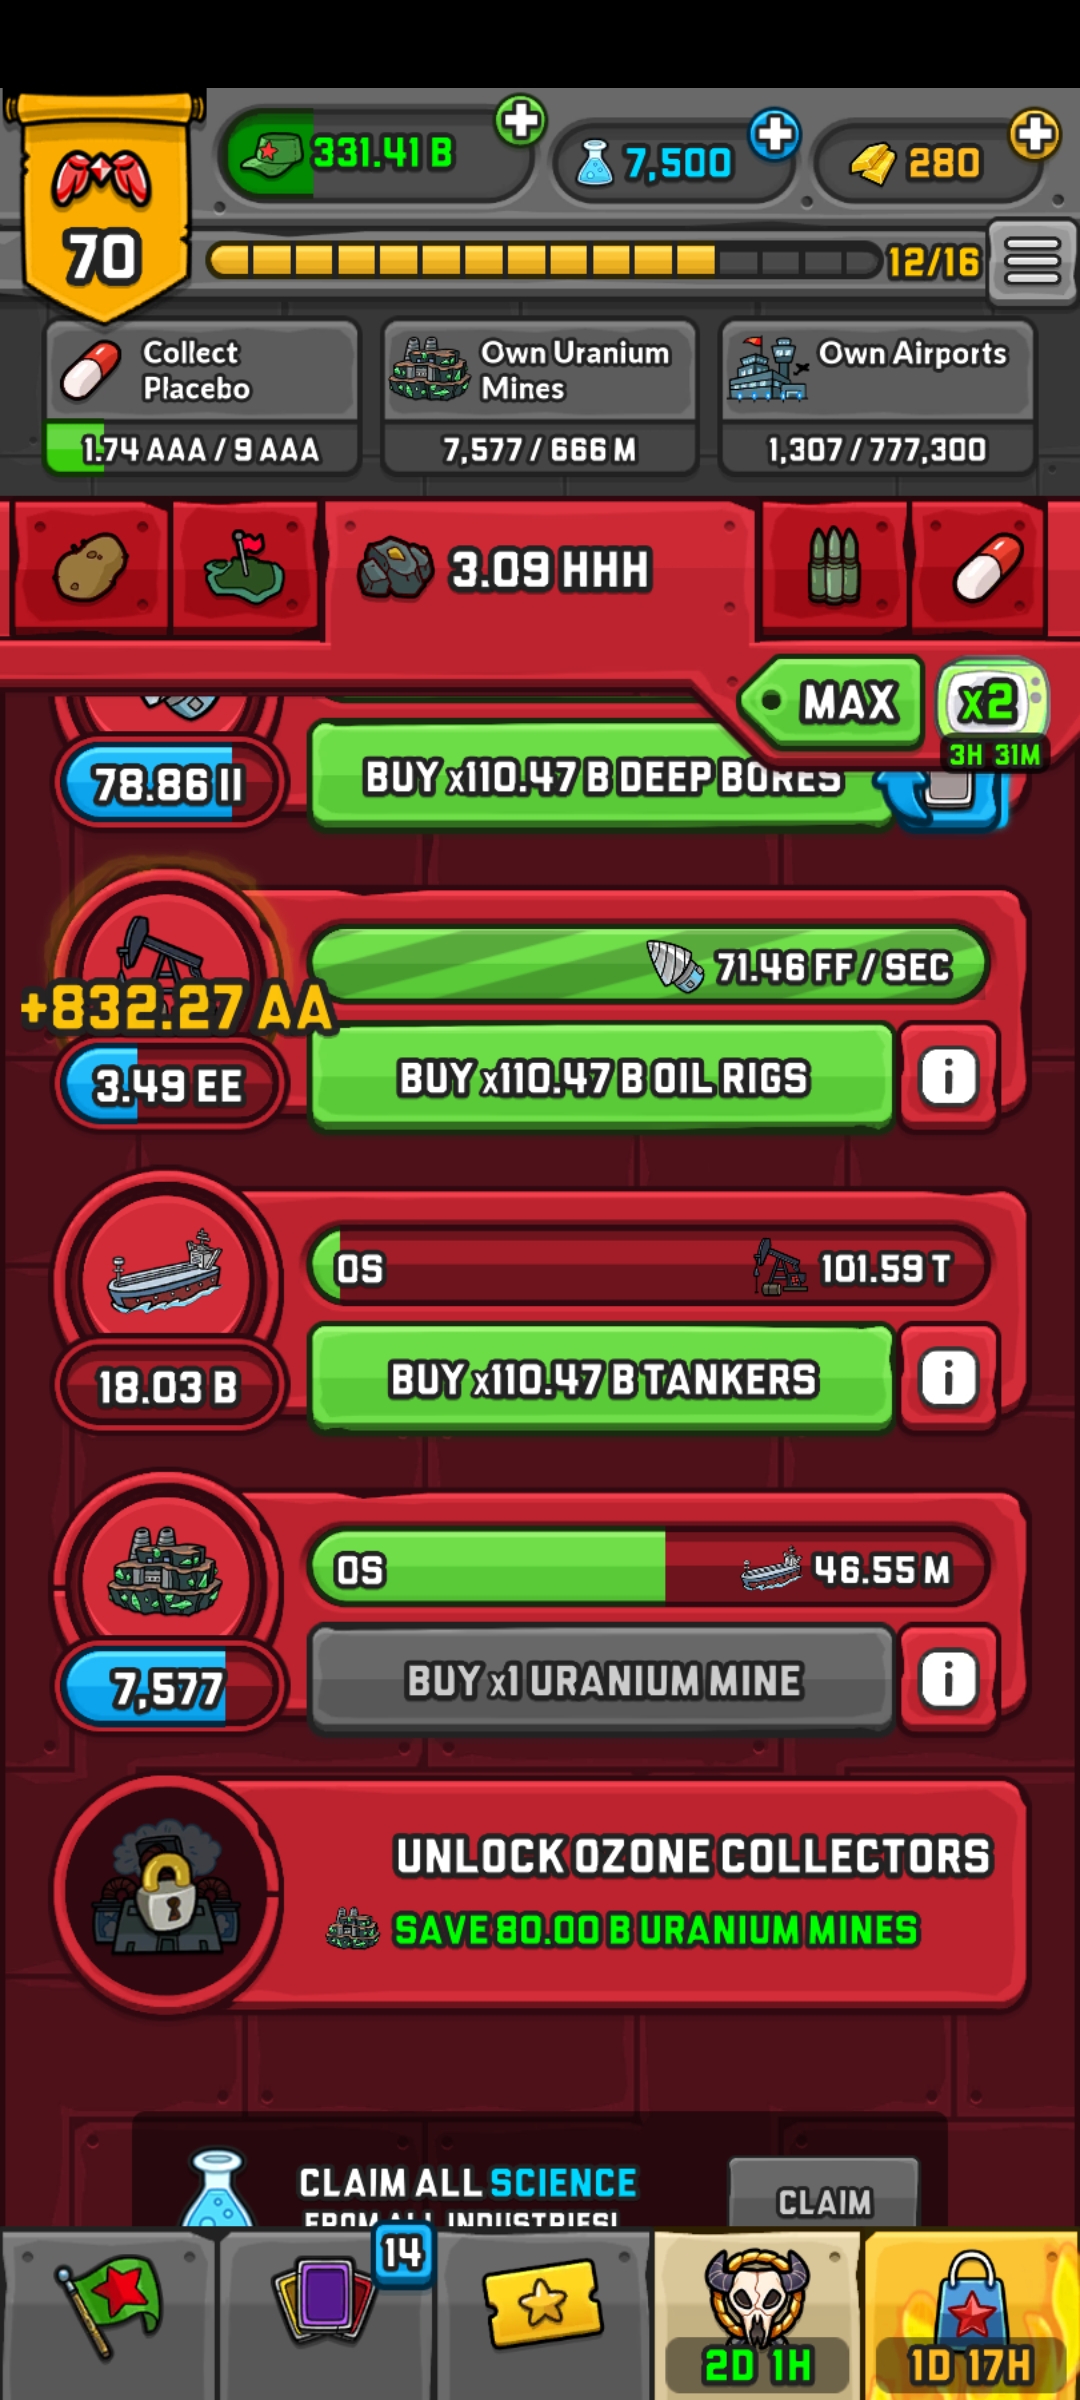 331.41 B
7,500
280
70
12/16
Collect
Placebo
1.74 AAA / 9 AAA
Own Uranium
Mines
7,577 / 666 M
Own Airports
1,307 / 777,300
3.09 HHH
MAX
x2
3H 31M
78.86 II
BUY x110.47 B DEEP BORES
71.46 FF / SEC
+832.27 AA
3.49 EE
BUY x110.47 B OIL RIGS
i
0S
101.59 T
18.03 B
BUY x110.47 B TANKERS
i
0S
46.55 M
7,577
BUY x1 URANIUM MINE
i
UNLOCK OZONE COLLECTORS
SAVE 80.00 B URANIUM MINES
CLAIM ALL SCIENCE
FROM ALL INDUSTRIES!
CLAIM
14
2D 1H
1D 17H